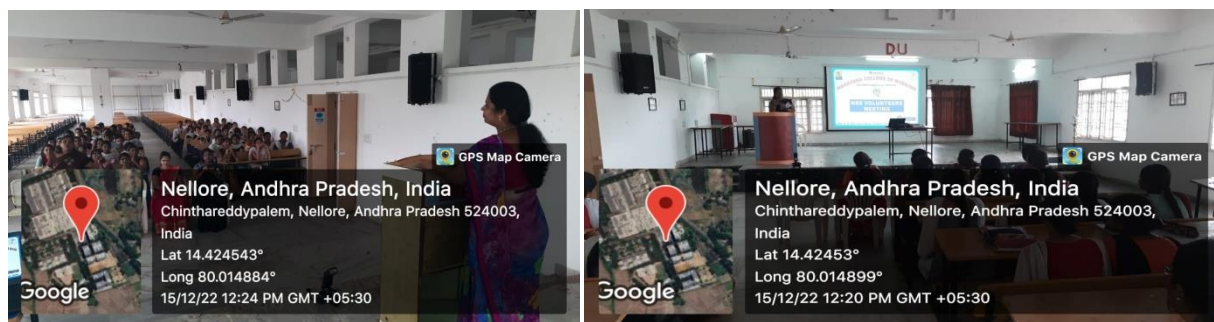 GPS Map Camera
Nellore, Andhra Pradesh, India
Chinthareddypalem, Nellore, Andhra Pradesh 524003,
India
Lat 14.424543°
Long 80.014884°
15/12/22 12:24 PM GMT +05:30
Google
DU
COLLEGE OF NURSING
NSS VOLUNTEERS
MEETING
GPS Map Camera
Nellore, Andhra Pradesh, India
Chinthareddypalem, Nellore, Andhra Pradesh 524003,
India
Lat 14.42453°
Long 80.014899°
15/12/22 12:20 PM GMT +05:30
Google